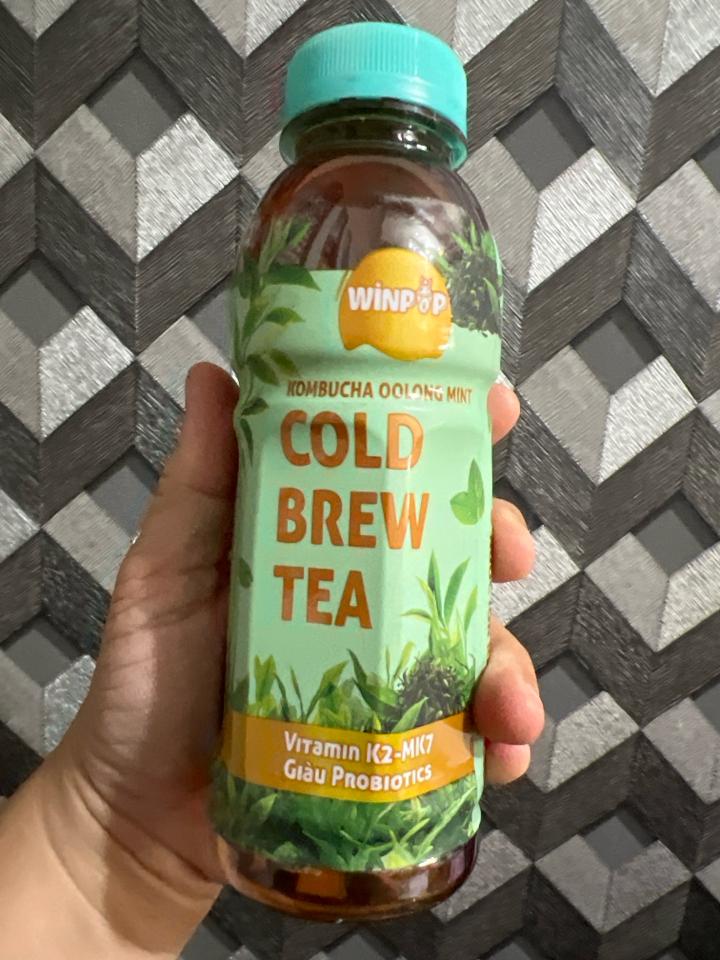 WiNPOP
KOMBUCHA OOLONG MINT
COLD
BREW
TEA
Vitamin K2-MK7
Giàu Probiotics